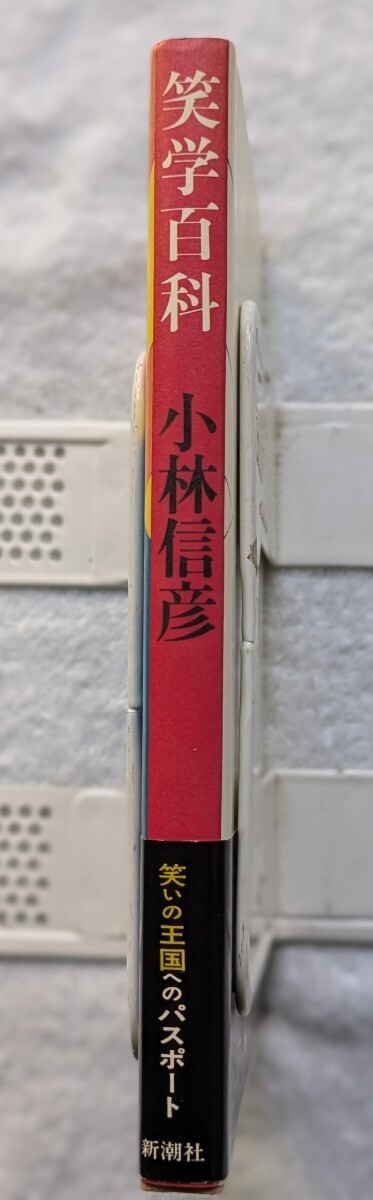 笑学百科
小林信彦
笑いの王国へのパスポート
新潮社